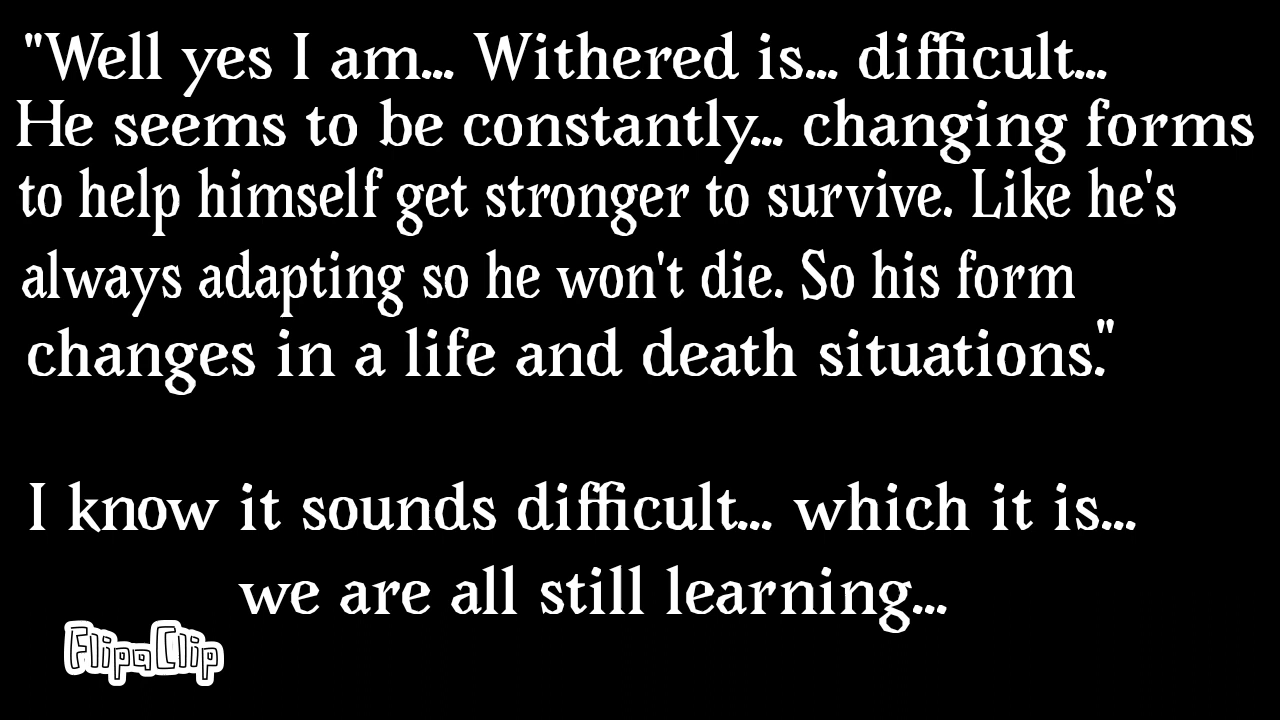 "Well yes I am... Withered is... difficult...
He seems to be constantly... changing forms
to help himself get stronger to survive. Like he's
always adapting so he won't die. So his form
changes in a life and death situations."
I know it sounds difficult... which it is...
we are all still learning...
FlipaClip